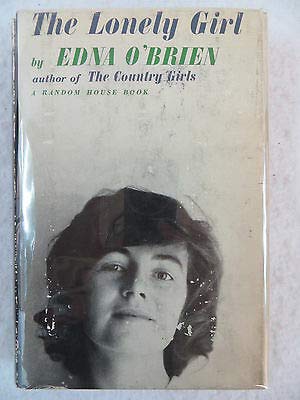 The Lonely Girl
by EDNA O'BRIEN
author of The Country Girls
A RANDOM HOUSE BOOK